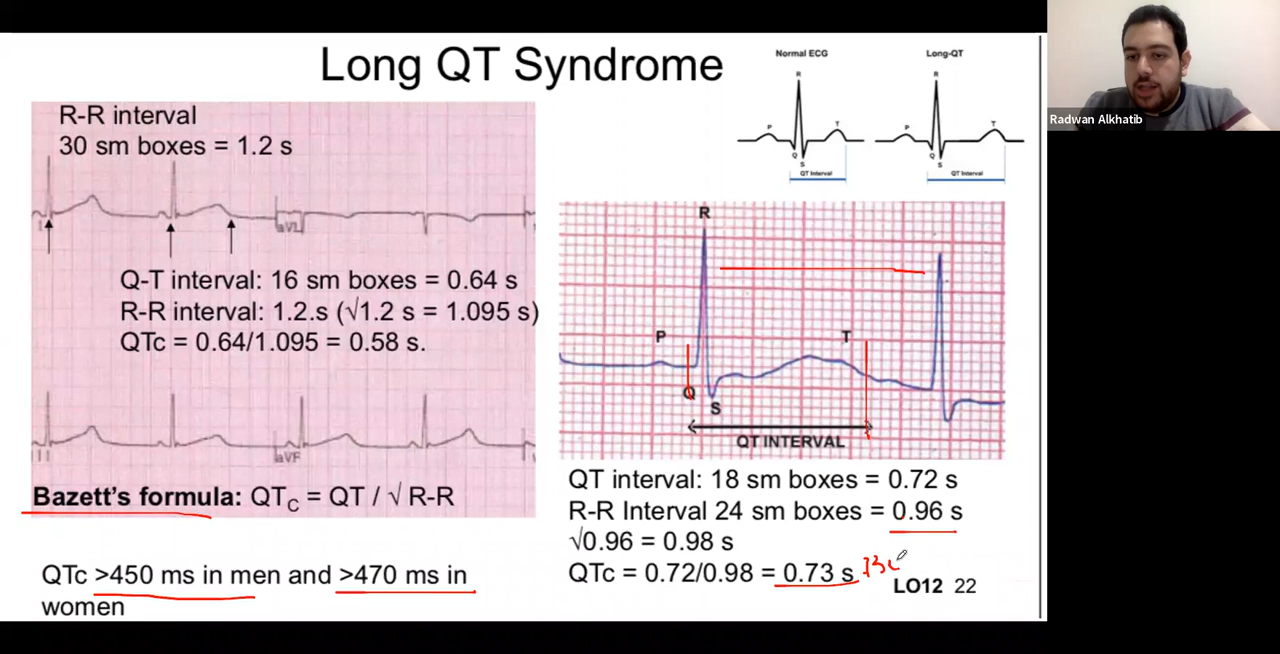 Long QT Syndrome
Normal ECG
R
P
T
Q
S
QT Interval
Long-QT
R
P
T
Q
S
QT Interval
Radwan Alkhatib
R-R interval
30 sm boxes = 1.2 s
I
aVL
Q-T interval: 16 sm boxes = 0.64 s
R-R interval: 1.2.s (√1.2 s = 1.095 s)
QTc = 0.64/1.095 = 0.58 s.
III
aVF
Bazett's formula: QTC = QT / √ R-R
QTc >450 ms in men and >470 ms in
women
R
P
T
Q
S
QT INTERVAL
QT interval: 18 sm boxes = 0.72 s
R-R Interval 24 sm boxes = 0.96 s
√0.96 = 0.98 s
QTc = 0.72/0.98 = 0.73 s
LO12 22